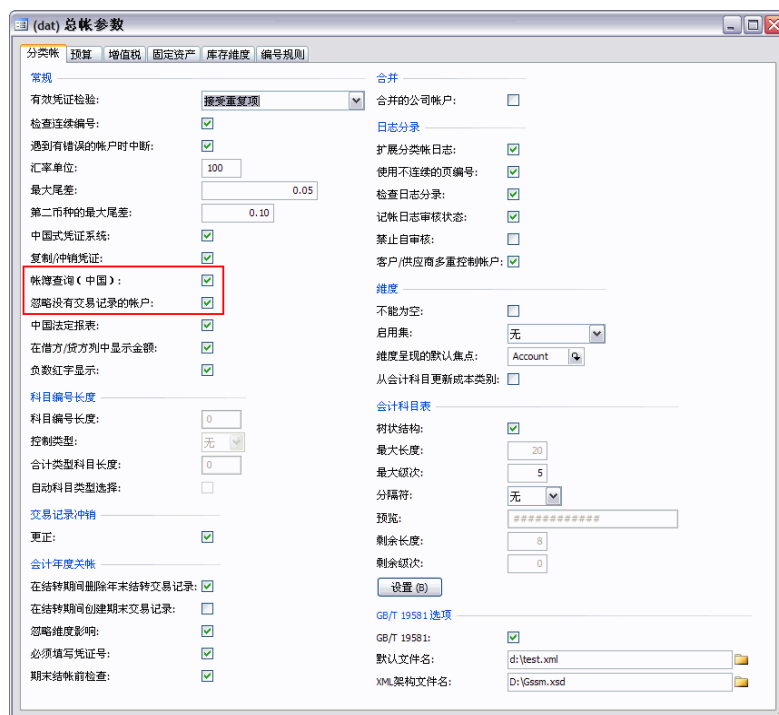 (dat) 总帐参数
分类帐 预算 增值税 固定资产 库存维度 编号规则
常规
有效凭证检验: 接受重复项
检查连续编号:
遇到有错误的帐户时中断:
汇率单位: 100
最大尾差: 0.05
第二币种的最大尾差: 0.10
中国式凭证系统:
复制/冲销凭证:
帐簿查询(中国):
忽略没有交易记录的帐户:
中国法定报表:
在借方/贷方列中显示金额:
负数红字显示:
科目编号长度
科目编号长度: 0
控制类型: 无
合计类型科目长度: 0
自动科目类型选择:
交易记录冲销
更正:
会计年度关帐
在结转期间删除年末结转交易记录:
在结转期间创建期末交易记录:
忽略维度影响:
必须填写凭证号:
期末结帐前检查:
合并
合并的公司帐户:
日志分录
扩展分类帐日志:
使用不连续的页编号:
检查日志分录:
记帐日志审核状态:
禁止自审核:
客户/供应商多重控制帐户:
维度
不能为空:
启用集: 无
维度呈现的默认焦点: Account
从会计科目更新成本类别:
会计科目表
树状结构:
最大长度: 20
最大级次: 5
分隔符: 无
预览: ############
剩余长度: 8
剩余级次: 0
设置 (B)
GB/T 19581 选项
GB/T 19581:
默认文件名: d:\test.xml
XML架构文件名: D:\Gssm.xsd